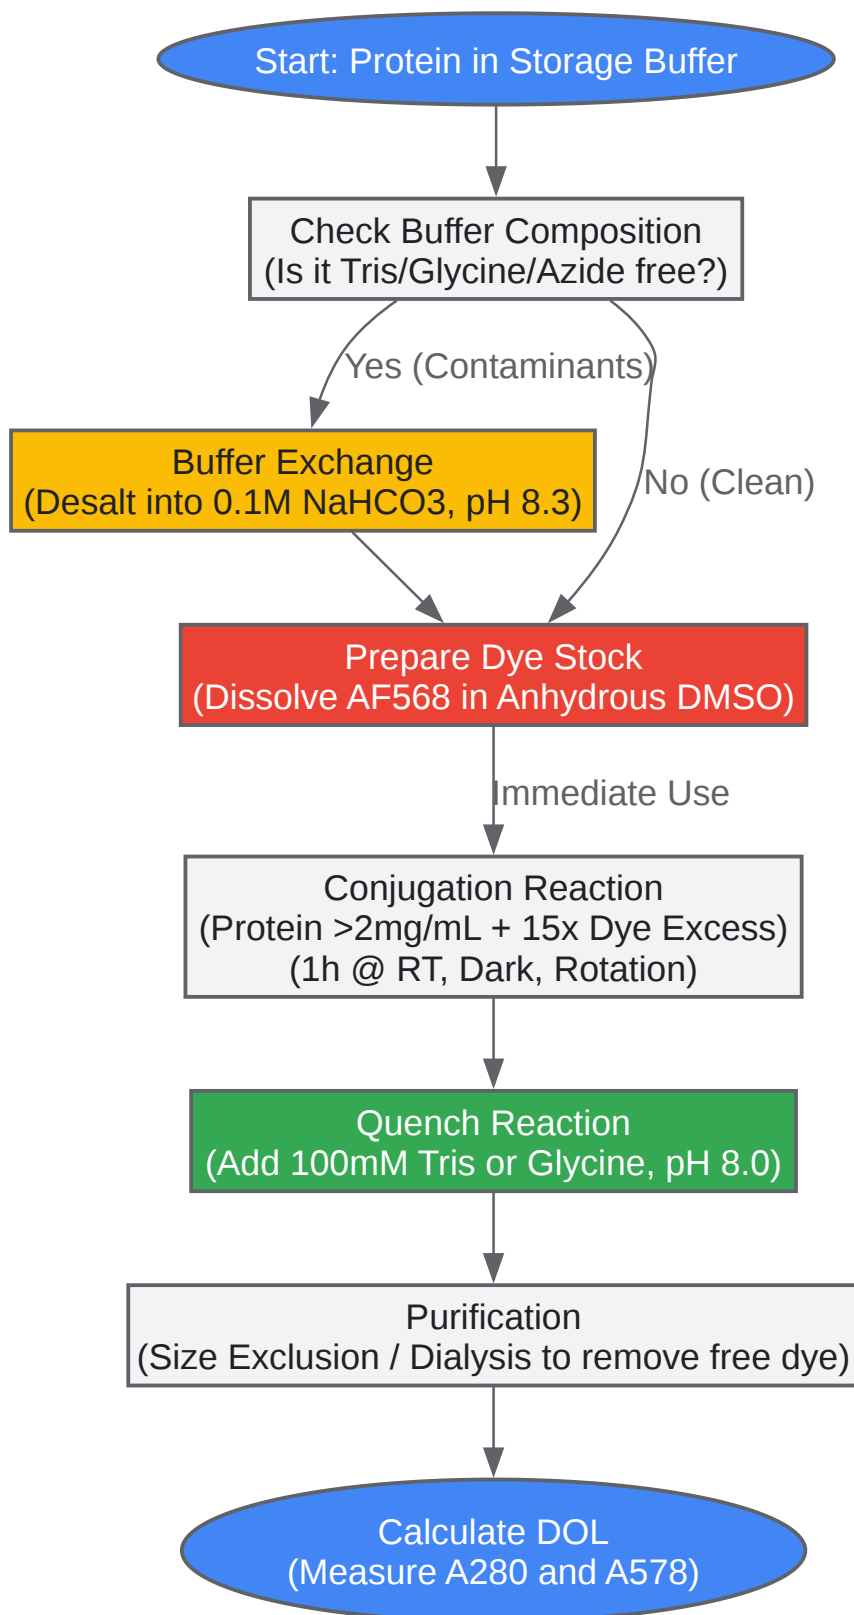 Start: Protein in Storage Buffer
Check Buffer Composition
(Is it Tris/Glycine/Azide free?)
Yes (Contaminants)
Buffer Exchange
(Desalt into 0.1M NaHCO3, pH 8.3)
No (Clean)
Prepare Dye Stock
(Dissolve AF568 in Anhydrous DMSO)
Immediate Use
Conjugation Reaction
(Protein >2mg/mL + 15x Dye Excess)
(1h @ RT, Dark, Rotation)
Quench Reaction
(Add 100mM Tris or Glycine, pH 8.0)
Purification
(Size Exclusion / Dialysis to remove free dye)
Calculate DOL
(Measure A280 and A578)